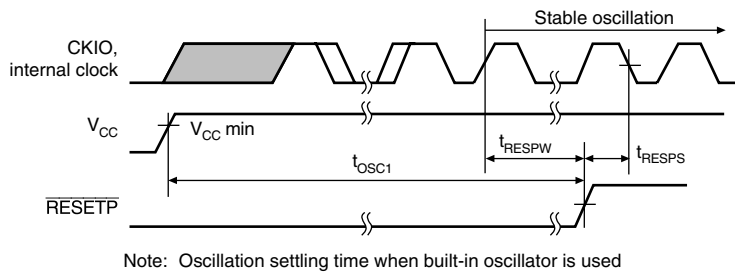 Stable oscillation
CKIO,
internal clock
VCC
VCC min
tRESPW
tRESPS
tOSC1
RESETP
Note: Oscillation settling time when built-in oscillator is used